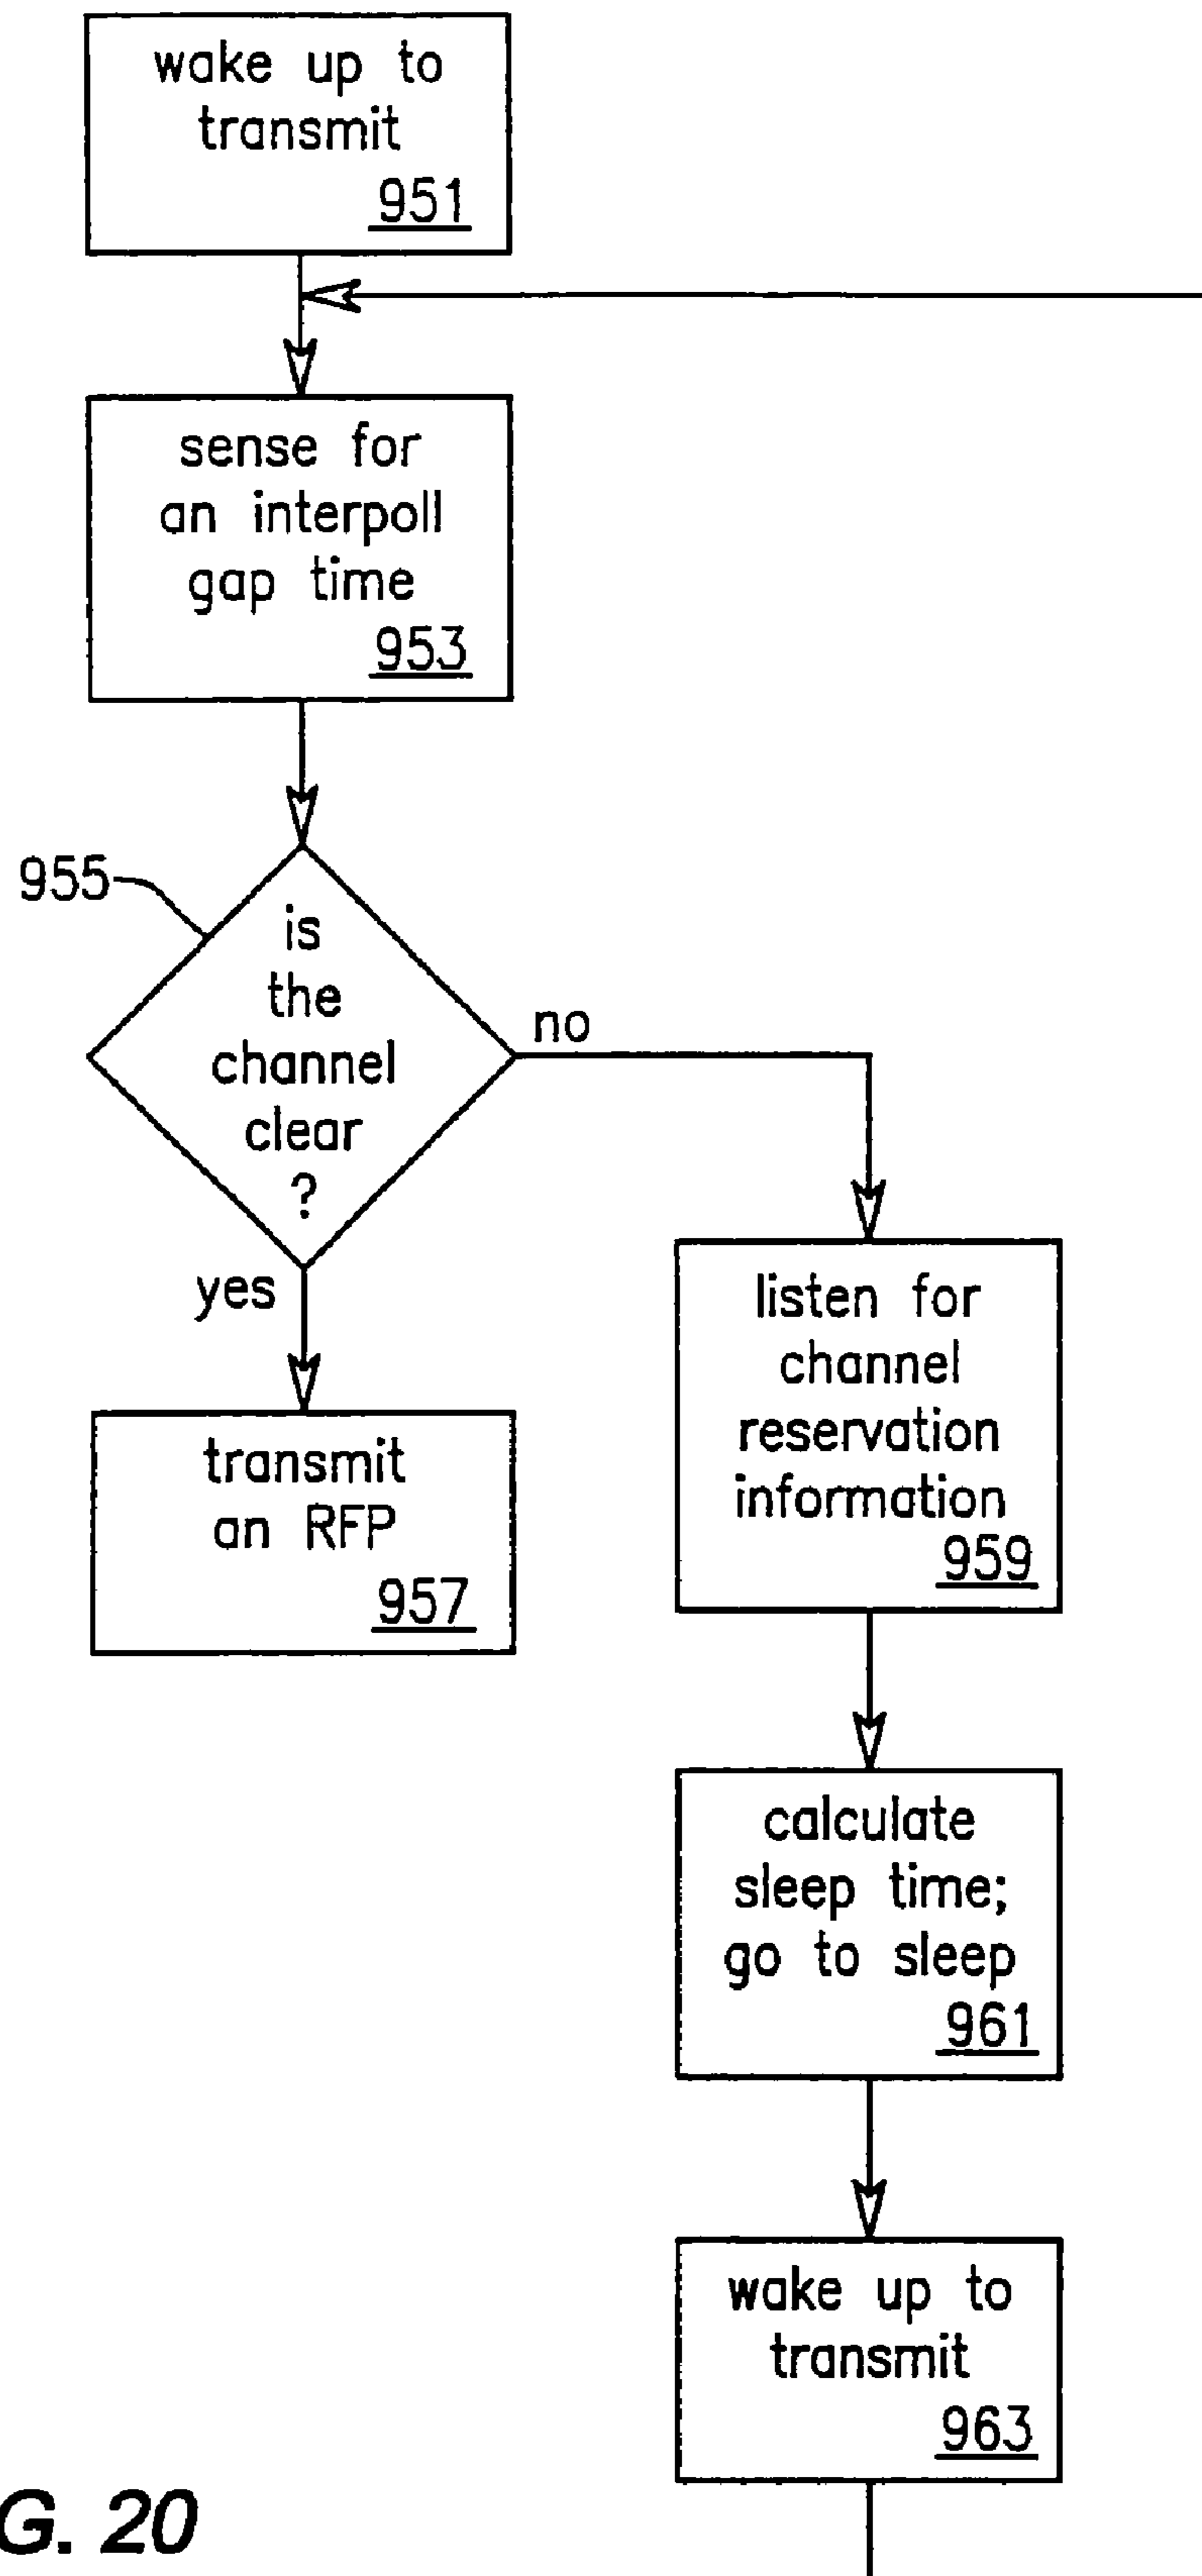 wake up to
transmit
951
sense for
an interpoll
gap time
953
955
is
the
channel
clear
?
no
yes
transmit
an RFP
957
listen for
channel
reservation
information
959
calculate
sleep time;
go to sleep
961
wake up to
transmit
963
G. 20